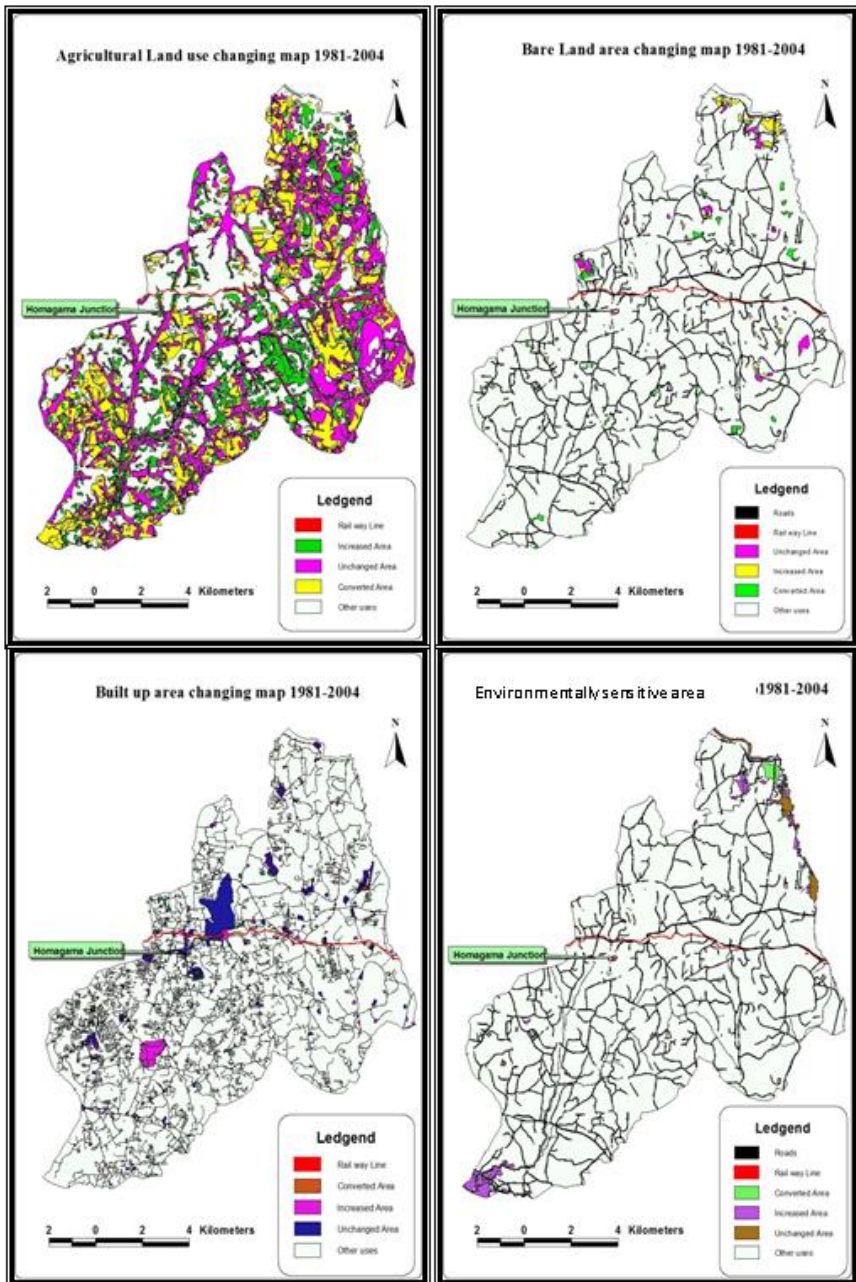 Agricultural Land use changing map 1981-2004
N
Homagama Junction
Ledgend
Rail way Line
Increased Area
Unchanged Area
Converted Area
Other uses
2 0 2 4 Kilometers
Bare Land area changing map 1981-2004
N
Homagama Junction
Ledgend
Roads
Rail way Line
Unchanged Area
Increased Area
Converted Area
Other uses
2 0 2 4 Kilometers
Built up area changing map 1981-2004
N
Homagama Junction
Ledgend
Rail way Line
Converted Area
Increased Area
Unchanged Area
Other uses
2 0 2 4 Kilometers
Environmentally sensitive area 1981-2004
N
Homagama Junction
Ledgend
Roads
Rail way Line
Converted Area
Increased Area
Unchanged Area
Other uses
2 0 2 4 Kilometers